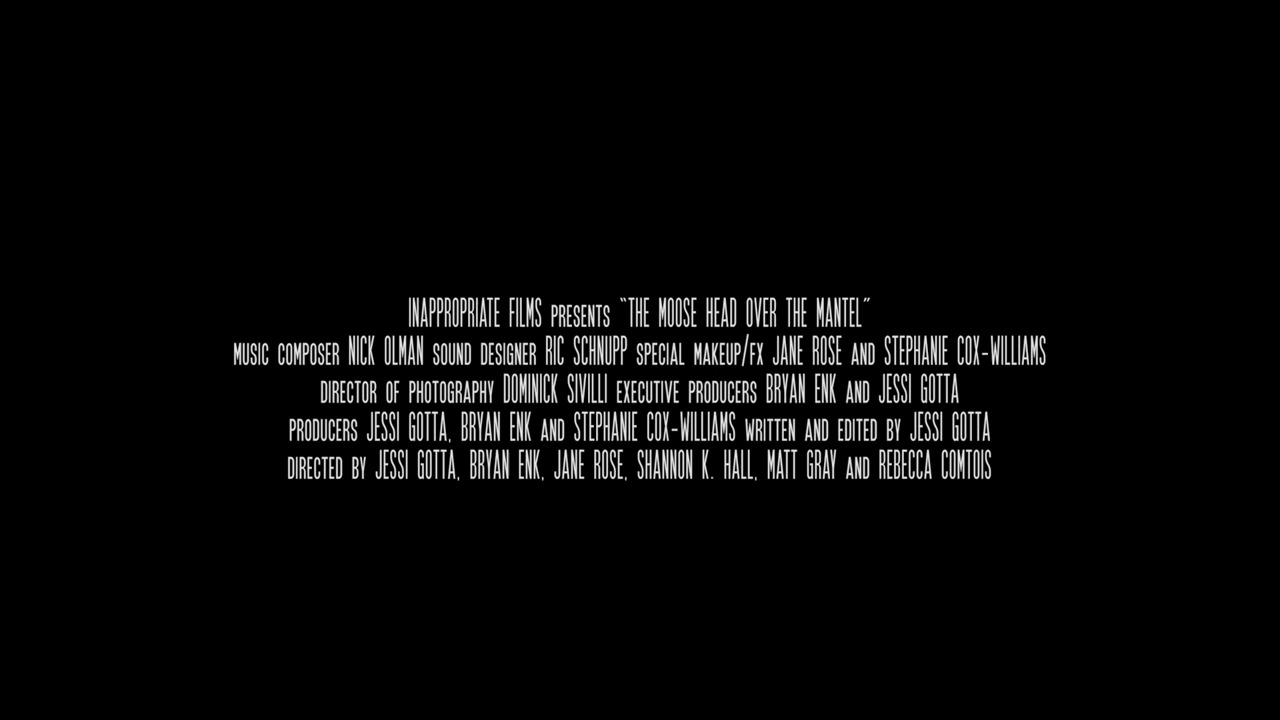 INAPPROPRIATE FILMS PRESENTS “THE MOOSE HEAD OVER THE MANTEL”
MUSIC COMPOSER NICK OLMAN SOUND DESIGNER RIC SCHNUPP SPECIAL MAKEUP/FX JANE ROSE AND STEPHANIE COX-WILLIAMS
DIRECTOR OF PHOTOGRAPHY DOMINICK SIVILLI EXECUTIVE PRODUCERS BRYAN ENK AND JESSI GOTTA
PRODUCERS JESSI GOTTA, BRYAN ENK AND STEPHANIE COX-WILLIAMS WRITTEN AND EDITED BY JESSI GOTTA
DIRECTED BY JESSI GOTTA, BRYAN ENK, JANE ROSE, SHANNON K. HALL, MATT GRAY AND REBECCA COMTOIS